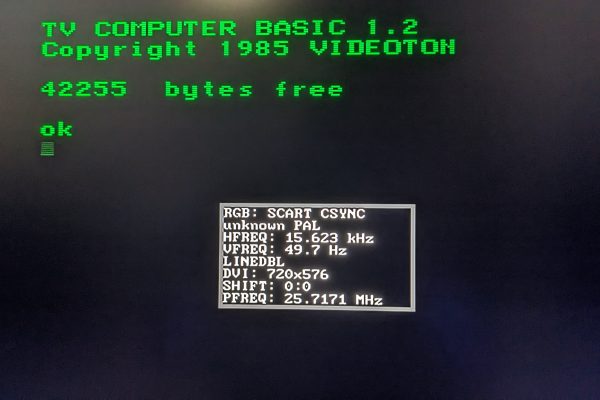 TV COMPUTER BASIC 1.2
Copyright 1985 VIDEOTON
42255 bytes free
ok
RGB: SCART CSYNC
unknown PAL
HFREQ: 15.623 kHz
VFREQ: 49.7 Hz
LINEDBL
DVI: 720x576
SHIFT: 0:0
PFREQ: 25.7171 MHz